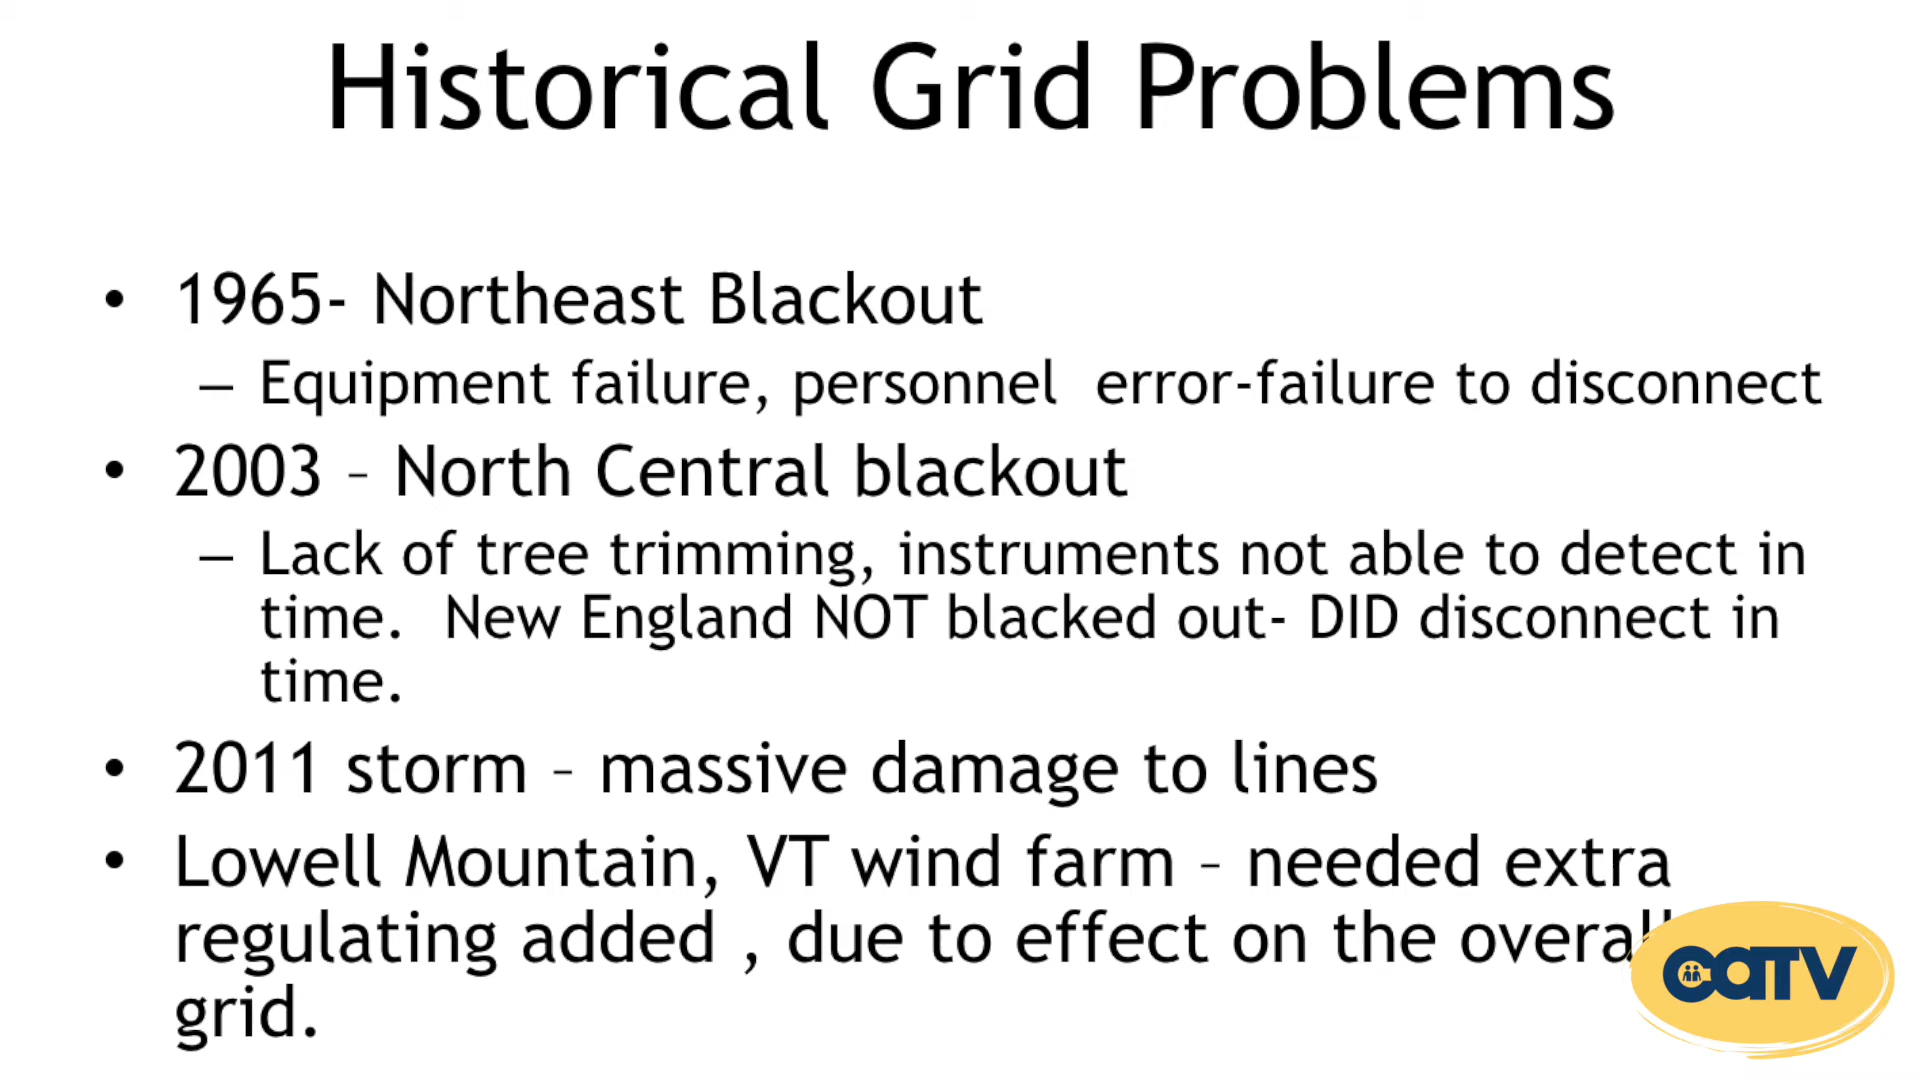 Historical Grid Problems
• 1965- Northeast Blackout
– Equipment failure, personnel  error-failure to disconnect
• 2003 – North Central blackout
– Lack of tree trimming, instruments not able to detect in
time.  New England NOT blacked out- DID disconnect in
time.
• 2011 storm – massive damage to lines
• Lowell Mountain, VT wind farm – needed extra
regulating added , due to effect on the overall
grid.
CATV